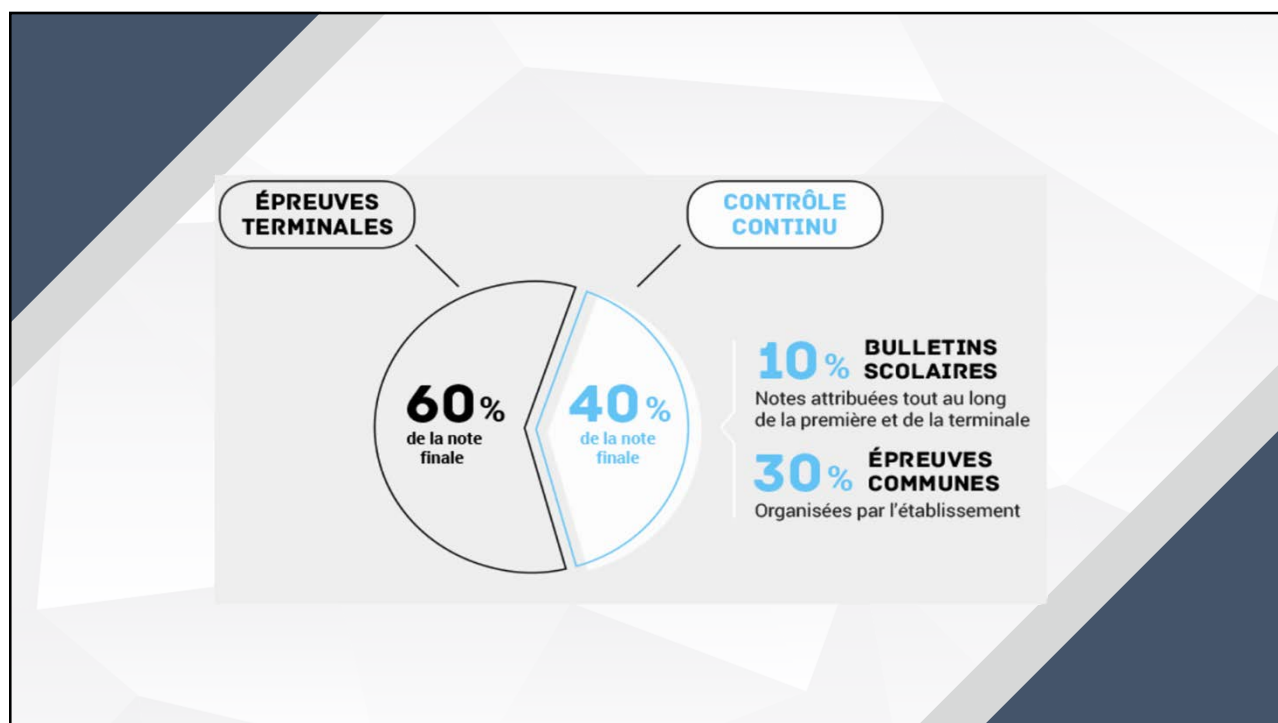 ÉPREUVES
TERMINALES
CONTRÔLE
CONTINU
60 %
de la note
finale
40 %
de la note
finale
10 % BULLETINS
SCOLAIRES
Notes attribuées tout au long
de la première et de la terminale
30 % ÉPREUVES
COMMUNES
Organisées par l'établissement